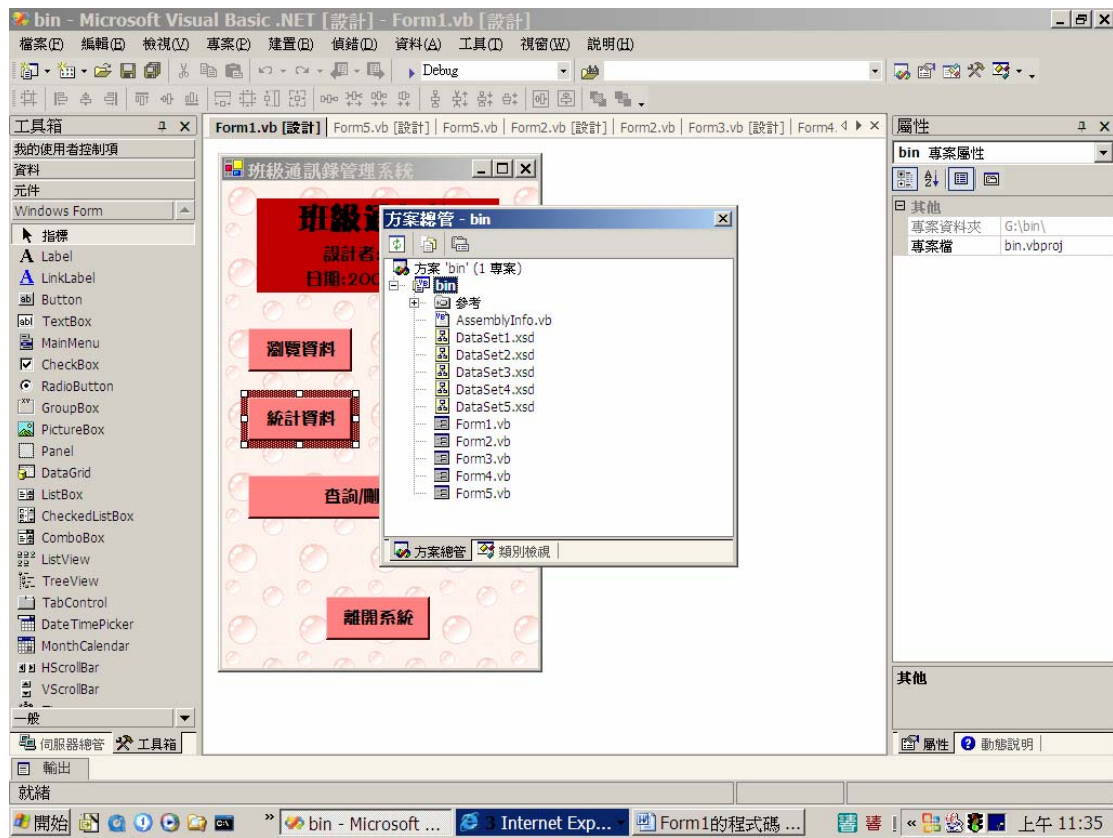 bin - Microsoft Visual Basic .NET [設計] - Form1.vb [設計]
檔案(F) 編輯(E) 檢視(V) 專案(P) 建置(B) 偵錯(D) 資料(A) 工具(T) 視窗(W) 說明(H)
Debug
工具箱
我的使用者控制項
資料
元件
Windows Form
指標
Label
LinkLabel
Button
TextBox
MainMenu
CheckBox
RadioButton
GroupBox
PictureBox
Panel
DataGrid
ListBox
CheckedListBox
ComboBox
ListView
TreeView
TabControl
DateTimePicker
MonthCalendar
HScrollBar
VScrollBar
一般
伺服器總管 工具箱
Form1.vb [設計] Form5.vb [設計] Form5.vb Form2.vb [設計] Form2.vb Form3.vb [設計] Form4.
班級通訊錄管理系統
班級
設計者
日期:200
瀏覽資料
統計資料
查詢/刪
離開系統
方案總管 - bin
方案 'bin' (1 專案)
bin
參考
AssemblyInfo.vb
DataSet1.xsd
DataSet2.xsd
DataSet3.xsd
DataSet4.xsd
DataSet5.xsd
Form1.vb
Form2.vb
Form3.vb
Form4.vb
Form5.vb
方案總管 類別檢視
屬性
bin 專案屬性
其他
專案資料夾 G:\bin\
專案檔 bin.vbproj
其他
屬性 動態說明
輸出
就緒
開始 bin - Microsoft ... 3 Internet Exp... Form1的程式碼 ... 上午 11:35